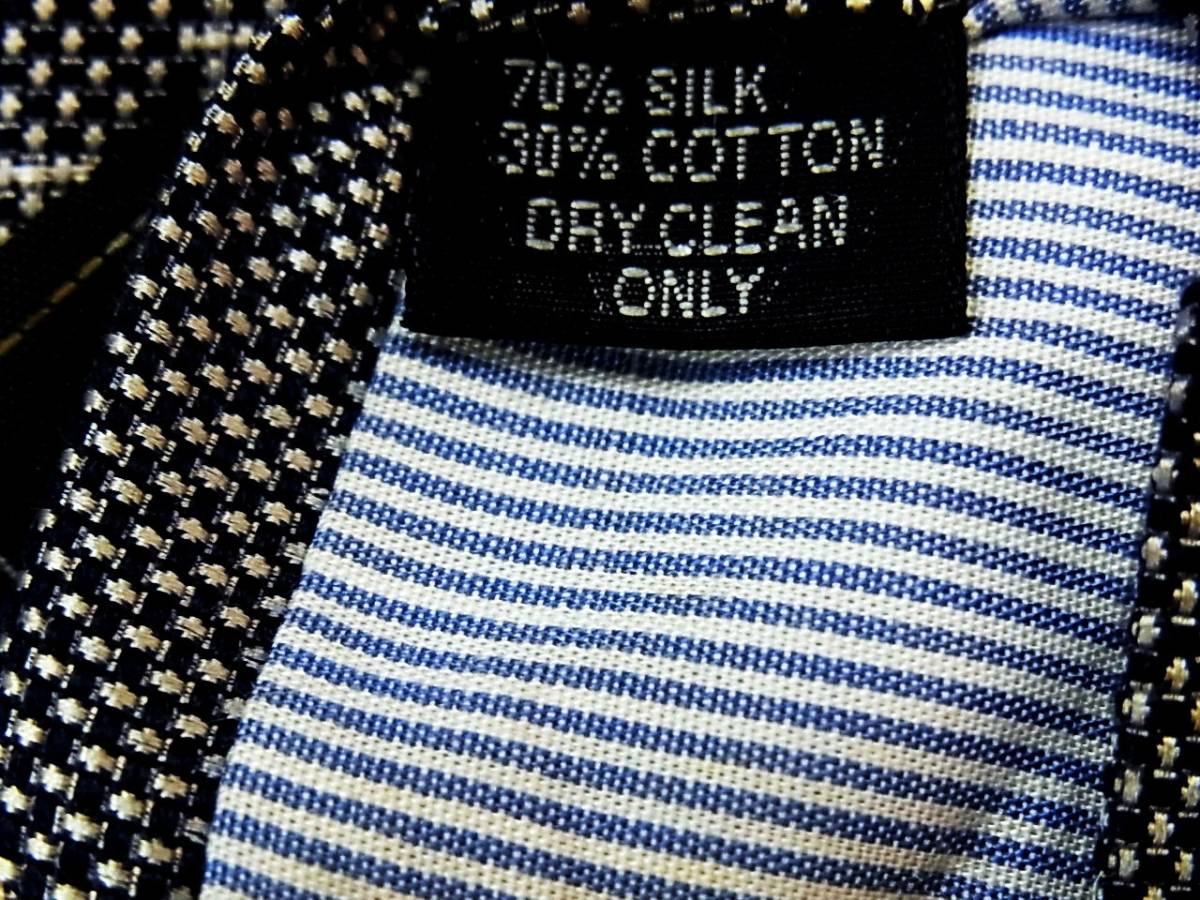 70% SILK
30% COTTON
DRY CLEAN
ONLY